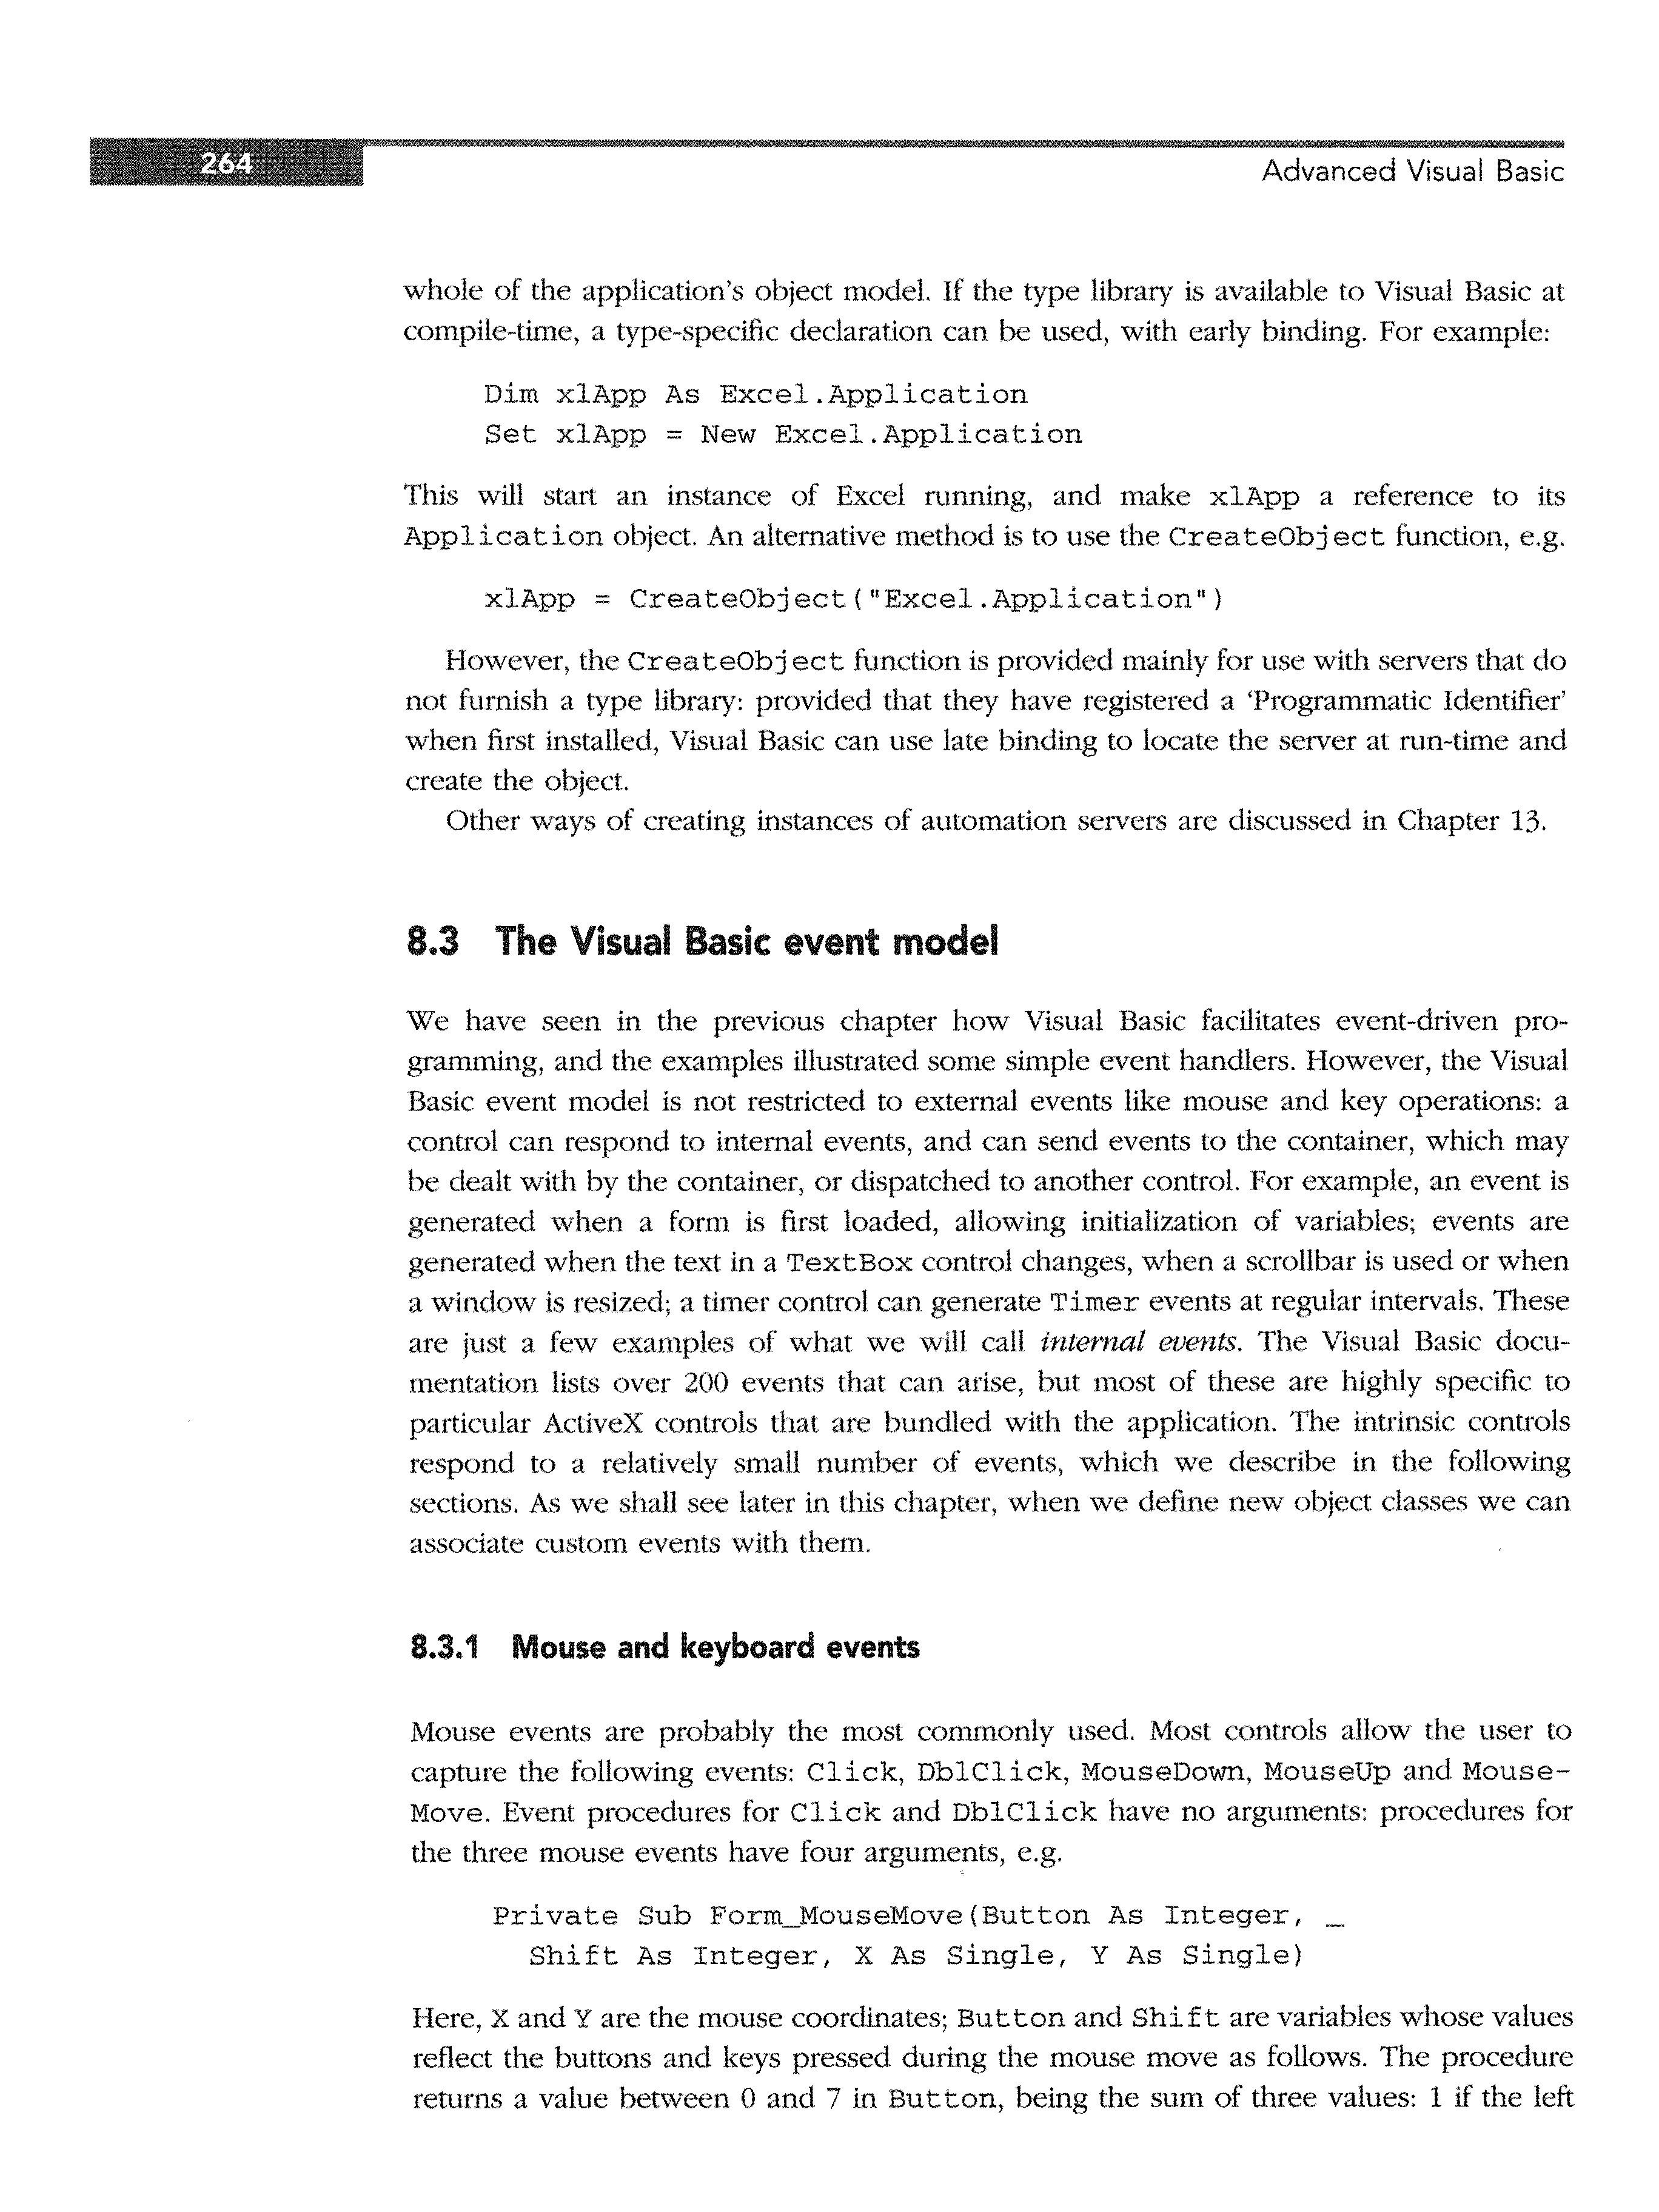 264
Advanced Visual Basic
whole of the application's object model. If the type library is available to Visual Basic at
compile-time, a type-specific declaration can be used, with early binding. For example:
Dim xlApp As Excel.Application
Set xlApp = New Excel.Application
This will start an instance of Excel running, and make xlApp a reference to its
Application object. An alternative method is to use the CreateObject function, e.g.
xlApp = CreateObject("Excel.Application")
However, the CreateObject function is provided mainly for use with servers that do
not furnish a type library: provided that they have registered a 'Programmatic Identifier'
when first installed, Visual Basic can use late binding to locate the server at run-time and
create the object.
Other ways of creating instances of automation servers are discussed in Chapter 13.
8.3 The Visual Basic event model
We have seen in the previous chapter how Visual Basic facilitates event-driven pro-
gramming, and the examples illustrated some simple event handlers. However, the Visual
Basic event model is not restricted to external events like mouse and key operations: a
control can respond to internal events, and can send events to the container, which may
be dealt with by the container, or dispatched to another control. For example, an event is
generated when a form is first loaded, allowing initialization of variables; events are
generated when the text in a TextBox control changes, when a scrollbar is used or when
a window is resized; a timer control can generate Timer events at regular intervals. These
are just a few examples of what we will call internal events. The Visual Basic docu-
mentation lists over 200 events that can arise, but most of these are highly specific to
particular ActiveX controls that are bundled with the application. The intrinsic controls
respond to a relatively small number of events, which we describe in the following
sections. As we shall see later in this chapter, when we define new object classes we can
associate custom events with them.
8.3.1 Mouse and keyboard events
Mouse events are probably the most commonly used. Most controls allow the user to
capture the following events: Click, DblClick, MouseDown, MouseUp and Mouse-
Move. Event procedures for Click and DblClick have no arguments: procedures for
the three mouse events have four arguments, e.g.
Private Sub Form_MouseMove(Button As Integer, _
Shift As Integer, X As Single, Y As Single)
Here, X and Y are the mouse coordinates; Button and Shift are variables whose values
reflect the buttons and keys pressed during the mouse move as follows. The procedure
returns a value between 0 and 7 in Button, being the sum of three values: 1 if the left